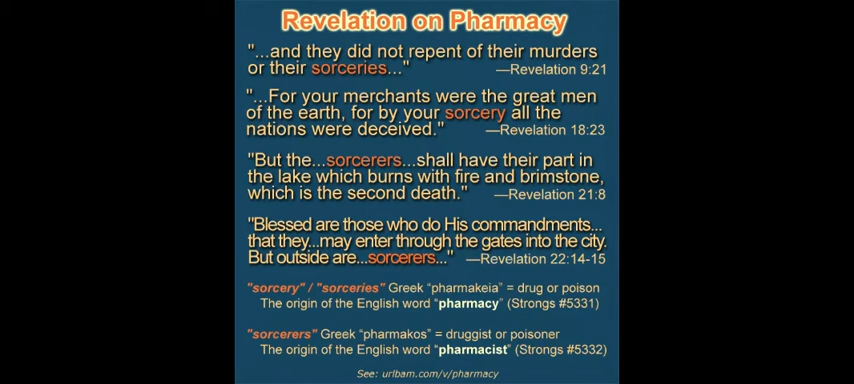 Revelation on Pharmacy
"...and they did not repent of their murders
or their sorceries..." —Revelation 9:21
"...For your merchants were the great men
of the earth, for by your sorcery all the
nations were deceived." —Revelation 18:23
"But the...sorcerers...shall have their part in
the lake which burns with fire and brimstone,
which is the second death." —Revelation 21:8
"Blessed are those who do His commandments...
that they...may enter through the gates into the city.
But outside are...sorcerers..." —Revelation 22:14-15
"sorcery" / "sorceries" Greek "pharmakeia" = drug or poison
The origin of the English word "pharmacy" (Strongs #5331)
"sorcerers" Greek "pharmakos" = druggist or poisoner
The origin of the English word "pharmacist" (Strongs #5332)
See: urlbam.com/v/pharmacy